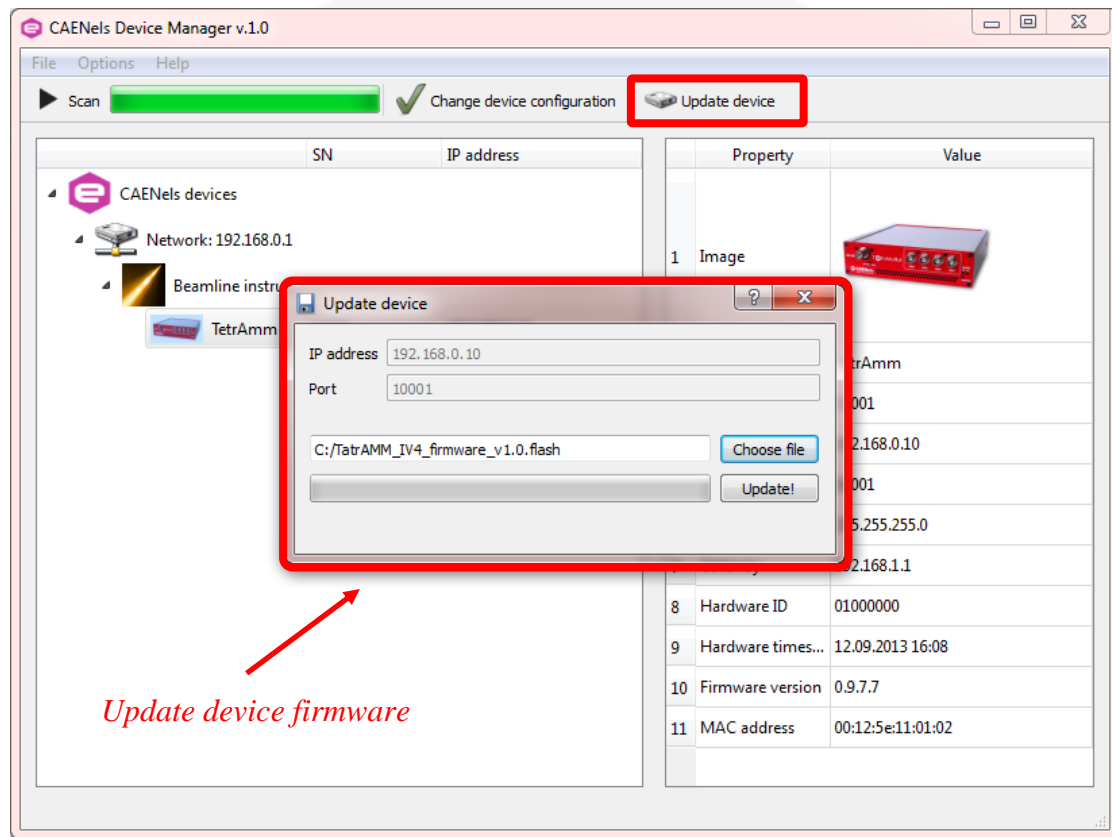 CAENels Device Manager v.1.0
File Options Help
Scan Change device configuration Update device
SN IP address
Property Value
CAENels devices
Network: 192.168.0.1
1 Image
Beamline instru
TetrAmm
Update device
IP address 192.168.0.10
Port 10001
C:/TatrAMM_IV4_firmware_v1.0.flash Choose file
Update!
trAmm
001
2.168.0.10
001
5.255.255.0
2.168.1.1
8 Hardware ID 01000000
9 Hardware times... 12.09.2013 16:08
10 Firmware version 0.9.7.7
11 MAC address 00:12:5e:11:01:02
Update device firmware